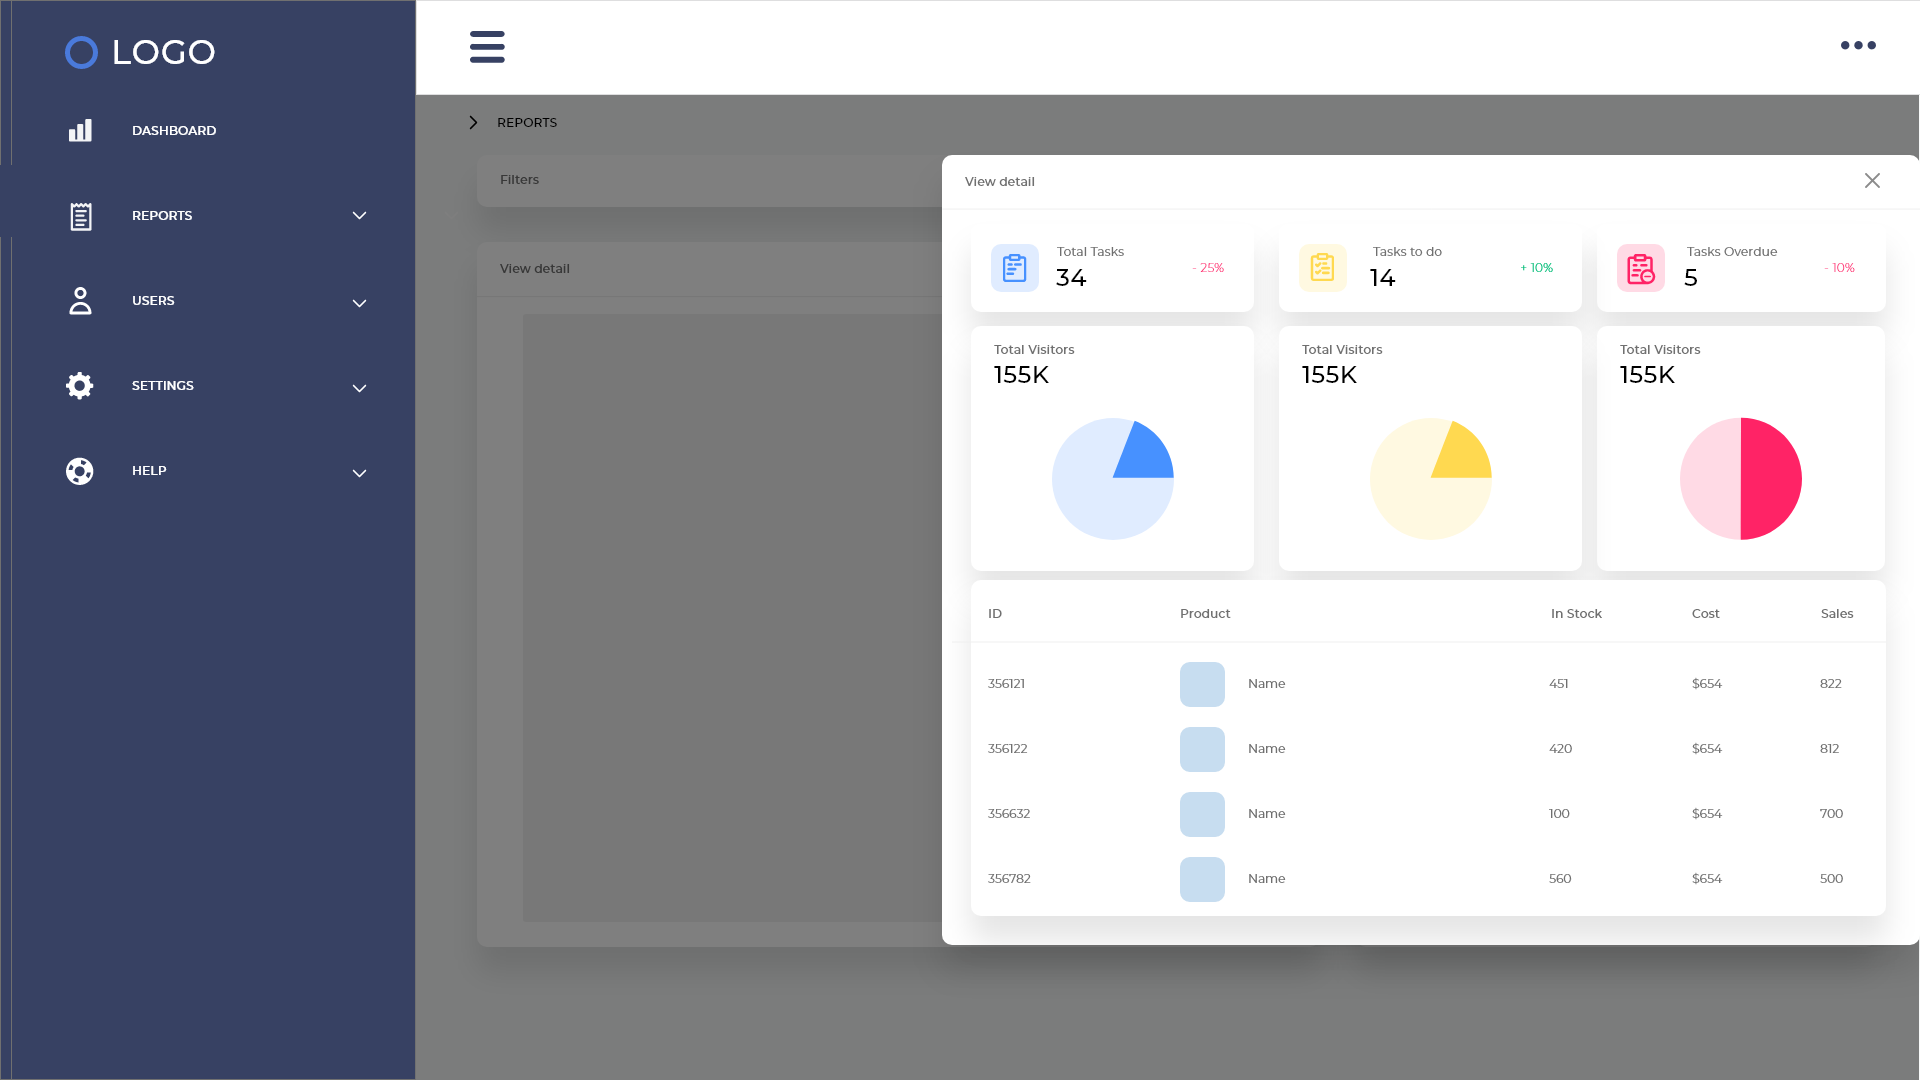 LOGO
DASHBOARD
REPORTS
USERS
SETTINGS
HELP
REPORTS
Filters
View detail
View detail
Total Tasks
34
- 25%
Tasks to do
14
+ 10%
Tasks Overdue
5
- 10%
Total Visitors
155K
Total Visitors
155K
Total Visitors
155K
ID Product In Stock Cost Sales
356121 Name 451 $654 822
356122 Name 420 $654 812
356632 Name 100 $654 700
356782 Name 560 $654 500